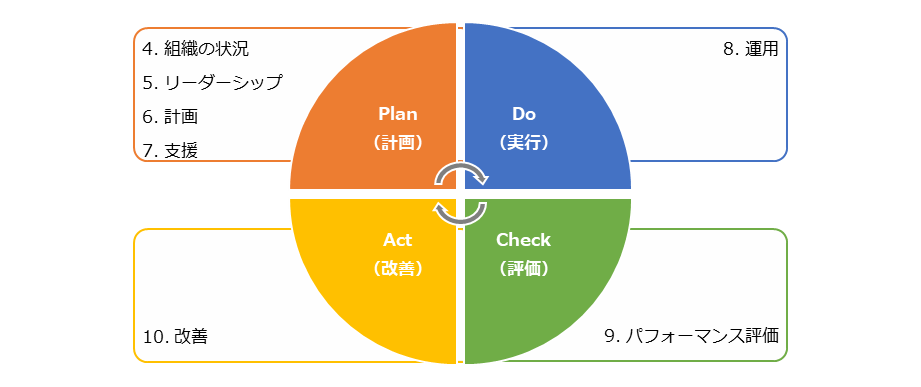 4. 組織の状況
5. リーダーシップ
6. 計画
7. 支援
Plan
（計画）
Do
（実行）
8. 運用
Act
（改善）
Check
（評価）
10. 改善
9. パフォーマンス評価